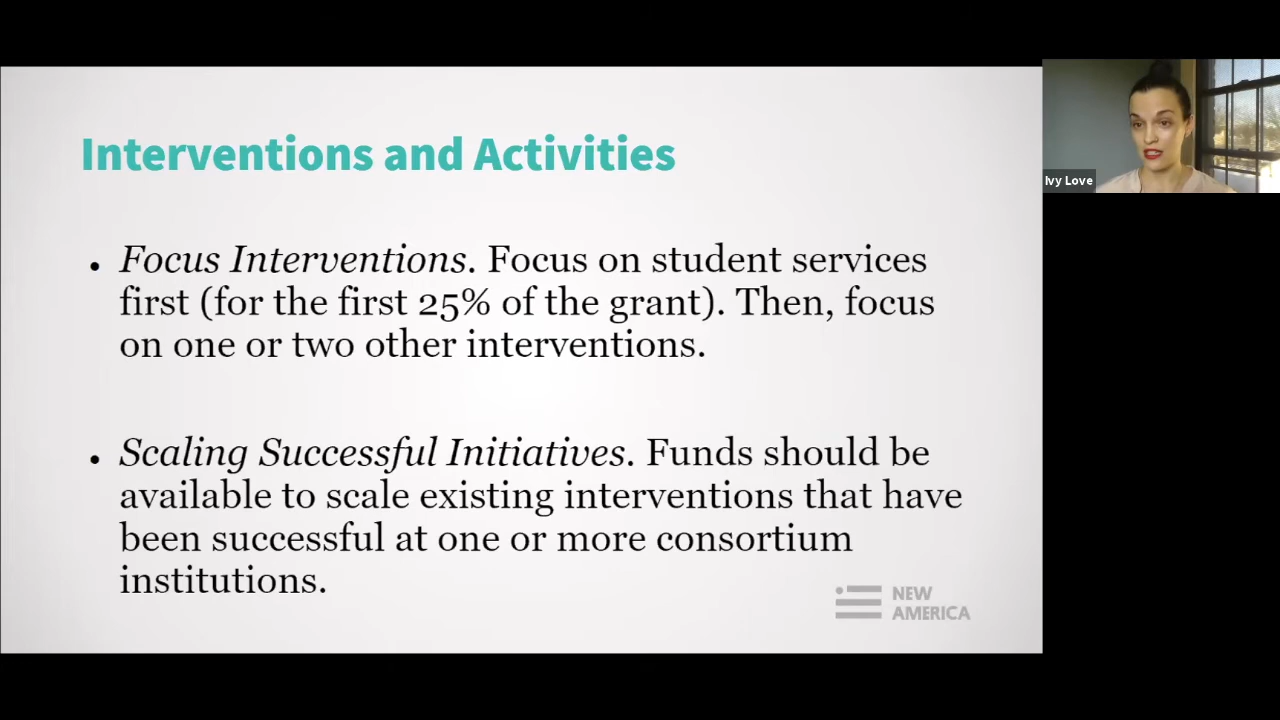 Interventions and Activities
• Focus Interventions. Focus on student services
first (for the first 25% of the grant). Then, focus
on one or two other interventions.
• Scaling Successful Initiatives. Funds should be
available to scale existing interventions that have
been successful at one or more consortium
institutions.
NEW
AMERICA
Ivy Love